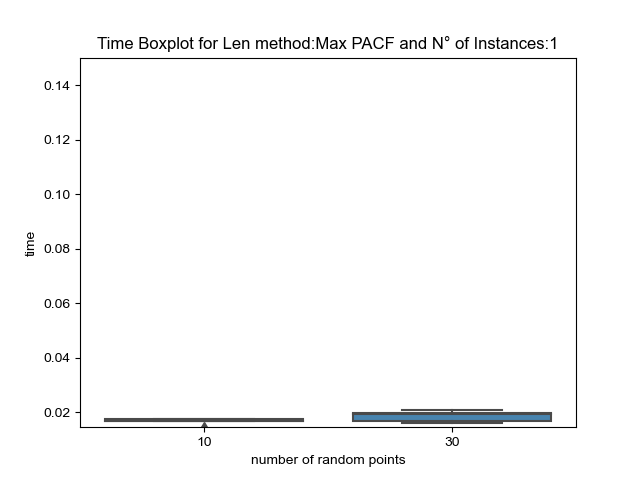 Time Boxplot for Len method:Max PACF and N° of Instances:1
0.14
0.12
0.10
0.08
0.06
0.04
0.02
time
10 30
number of random points